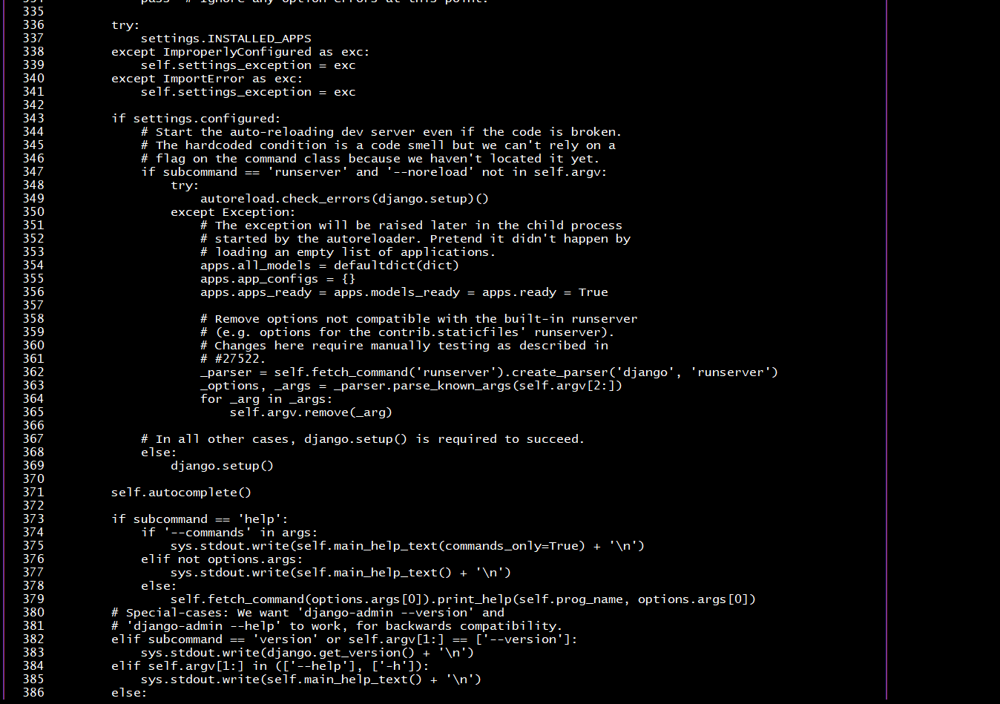 334             pass  # Ignore any option errors at this point.
335
336         try:
337             settings.INSTALLED_APPS
338         except ImproperlyConfigured as exc:
339             self.settings_exception = exc
340         except ImportError as exc:
341             self.settings_exception = exc
342
343         if settings.configured:
344             # Start the auto-reloading dev server even if the code is broken.
345             # The hardcoded condition is a code smell but we can't rely on a
346             # flag on the command class because we haven't located it yet.
347             if subcommand == 'runserver' and '--noreload' not in self.argv:
348                 try:
349                     autoreload.check_errors(django.setup)()
350                 except Exception:
351                     # The exception will be raised later in the child process
352                     # started by the autoreloader. Pretend it didn't happen by
353                     # loading an empty list of applications.
354                     apps.all_models = defaultdict(dict)
355                     apps.app_configs = {}
356                     apps.apps_ready = apps.models_ready = apps.ready = True
357
358                     # Remove options not compatible with the built-in runserver
359                     # (e.g. options for the contrib.staticfiles' runserver).
360                     # Changes here require manually testing as described in
361                     # #27522.
362                     _parser = self.fetch_command('runserver').create_parser('django', 'runserver')
363                     _options, _args = _parser.parse_known_args(self.argv[2:])
364                     for _arg in _args:
365                         self.argv.remove(_arg)
366
367             # In all other cases, django.setup() is required to succeed.
368             else:
369                 django.setup()
370
371         self.autocomplete()
372
373         if subcommand == 'help':
374             if '--commands' in args:
375                 sys.stdout.write(self.main_help_text(commands_only=True) + '\n')
376             elif not options.args:
377                 sys.stdout.write(self.main_help_text() + '\n')
378             else:
379                 self.fetch_command(options.args[0]).print_help(self.prog_name, options.args[0])
380         # Special-cases: We want 'django-admin --version' and
381         # 'django-admin --help' to work, for backwards compatibility.
382         elif subcommand == 'version' or self.argv[1:] == ['--version']:
383             sys.stdout.write(django.get_version() + '\n')
384         elif self.argv[1:] in (['--help'], ['-h']):
385             sys.stdout.write(self.main_help_text() + '\n')
386         else: